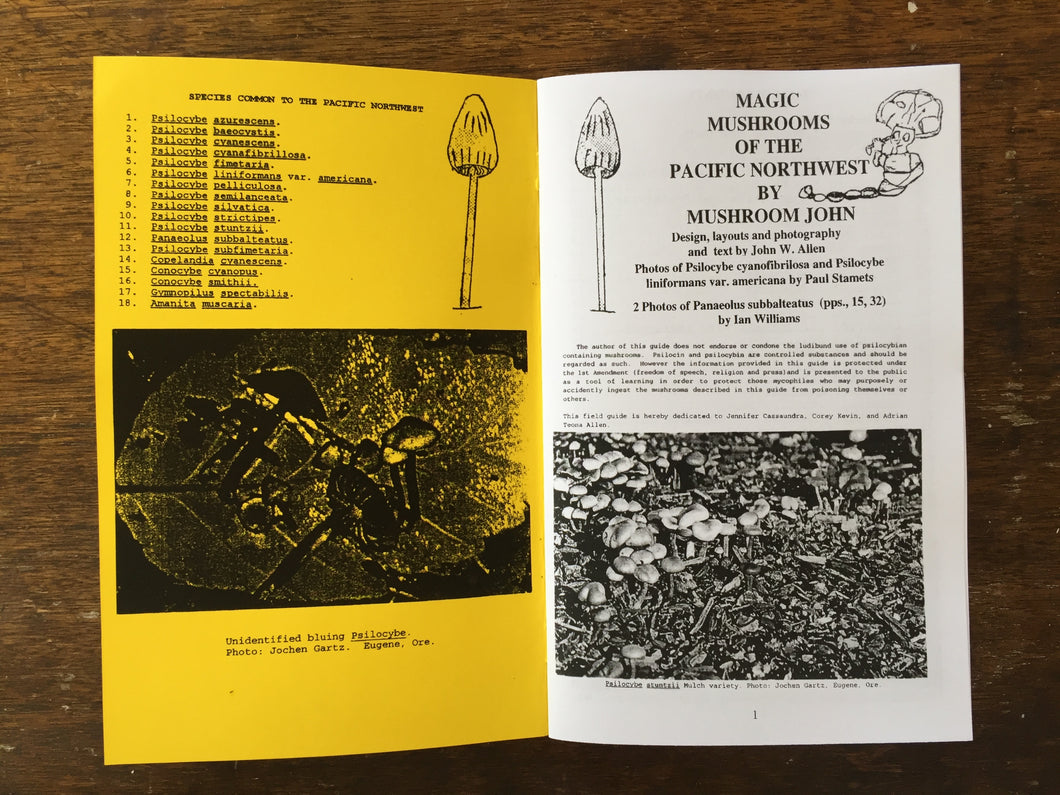 SPECIES COMMON TO THE PACIFIC NORTHWEST
1. Psilocybe azurescens.
2. Psilocybe baeocystis.
3. Psilocybe cyanescens.
4. Psilocybe cyanafibrillosa.
5. Psilocybe fimetaria.
6. Psilocybe liniformans var. americana.
7. Psilocybe pelliculosa.
8. Psilocybe semilanceata.
9. Psilocybe silvatica.
10. Psilocybe strictipes.
11. Psilocybe stuntzii.
12. Panaeolus subbalteatus.
13. Psilocybe subfimetaria.
14. Copelandia cyanescens.
15. Conocybe cyanopus.
16. Conocybe smithii.
17. Gymnopilus spectabilis.
18. Amanita muscaria.
Unidentified bluing Psilocybe.
Photo: Jochen Gartz. Eugene, Ore.
MAGIC
MUSHROOMS
OF THE
PACIFIC NORTHWEST
BY
MUSHROOM JOHN
Design, layouts and photography
and text by John W. Allen
Photos of Psilocybe cyanofibrilosa and Psilocybe
liniformans var. americana by Paul Stamets
2 Photos of Panaeolus subbalteatus (pps., 15, 32)
by Ian Williams
The author of this guide does not endorse or condone the ludibund use of psilocybian
containing mushrooms. Psilocin and psilocybin are controlled substances and should be
regarded as such. However the information provided in this guide is protected under
the 1st Amendment (freedom of speech, religion and press)and is presented to the public
as a tool of learning in order to protect those mycophiles who may purposely or
accidently ingest the mushrooms described in this guide from poisoning themselves or
others.
This field guide is hereby dedicated to Jennifer Cassaundra, Corey Kevin, and Adrian
Teona Allen.
Psilocybe stuntzii Mulch variety. Photo: Jochen Gartz, Eugene, Ore.
1